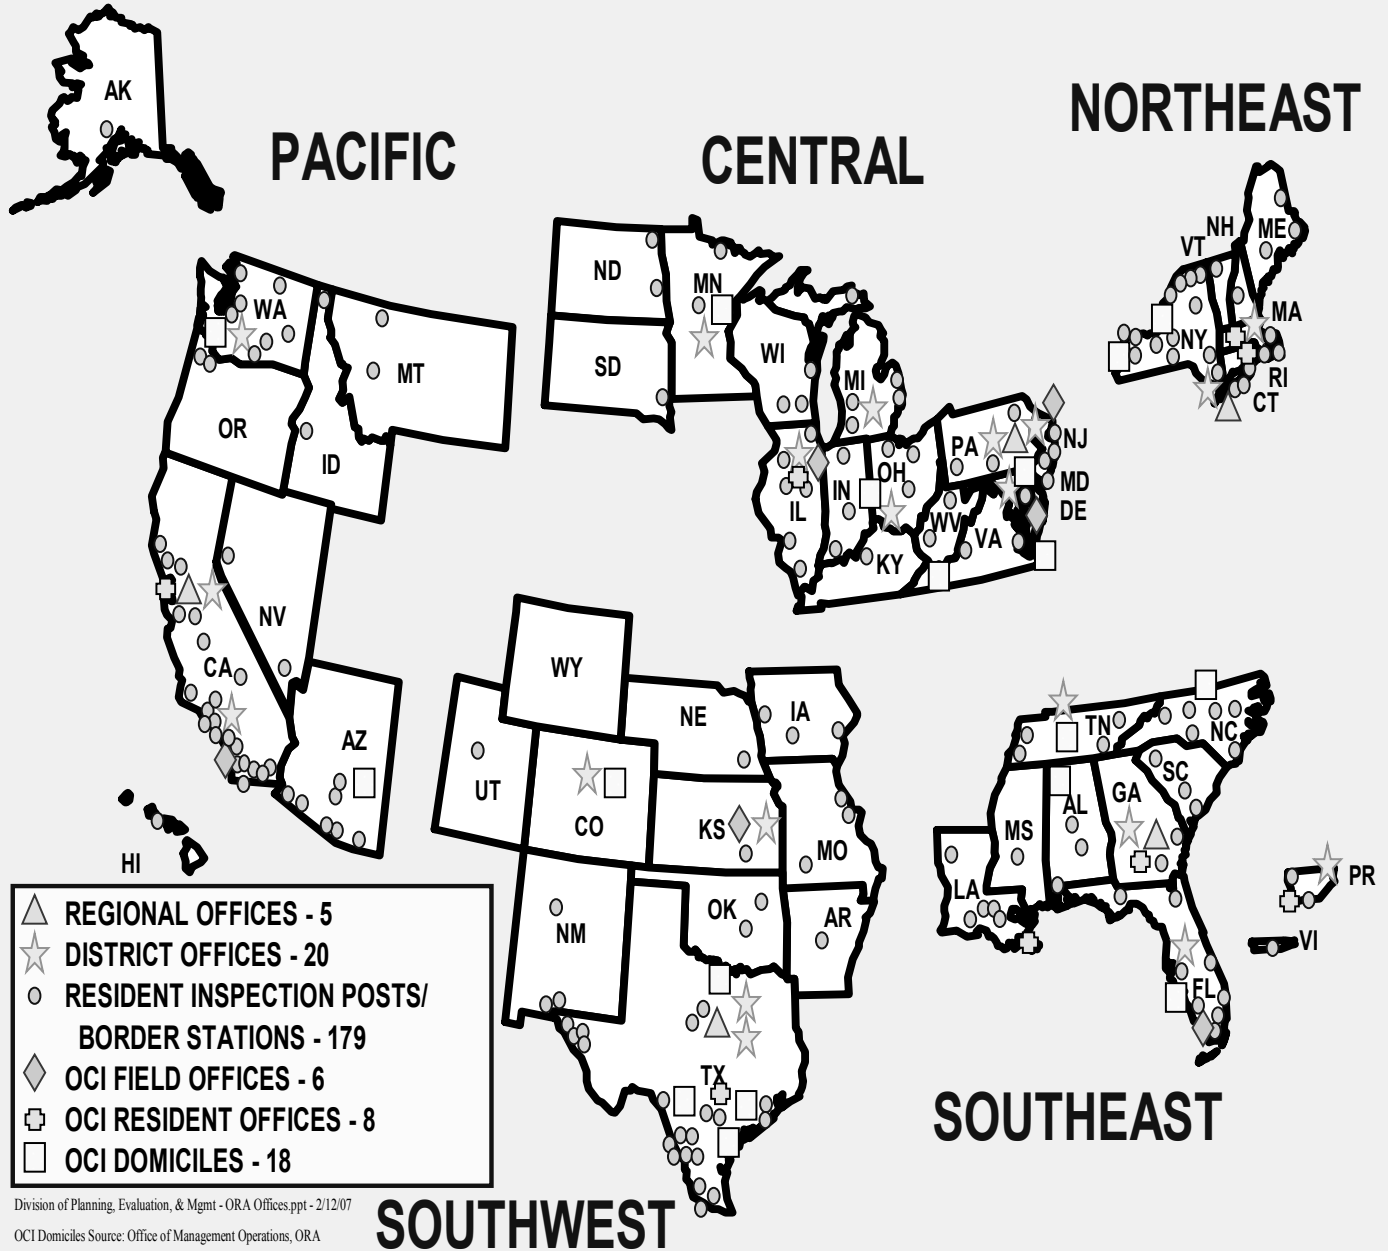 NORTHEAST
PACIFIC
CENTRAL
AK
WA
OR
ID
MT
NV
CA
AZ
HI
ND
SD
MN
WI
MI
IL
IN
OH
KY
WV
VA
PA
NJ
MD
DE
ME
NH
VT
NY
MA
RI
CT
WY
UT
CO
NE
KS
IA
MO
NM
OK
AR
TX
TN
NC
SC
GA
AL
MS
LA
FL
PR
VI
REGIONAL OFFICES - 5
DISTRICT OFFICES - 20
RESIDENT INSPECTION POSTS/
BORDER STATIONS - 179
OCI FIELD OFFICES - 6
OCI RESIDENT OFFICES - 8
OCI DOMICILES - 18
SOUTHEAST
SOUTHWEST
Division of Planning, Evaluation, & Mgmt - ORA Offices.ppt - 2/12/07
OCI Domiciles Source: Office of Management Operations, ORA